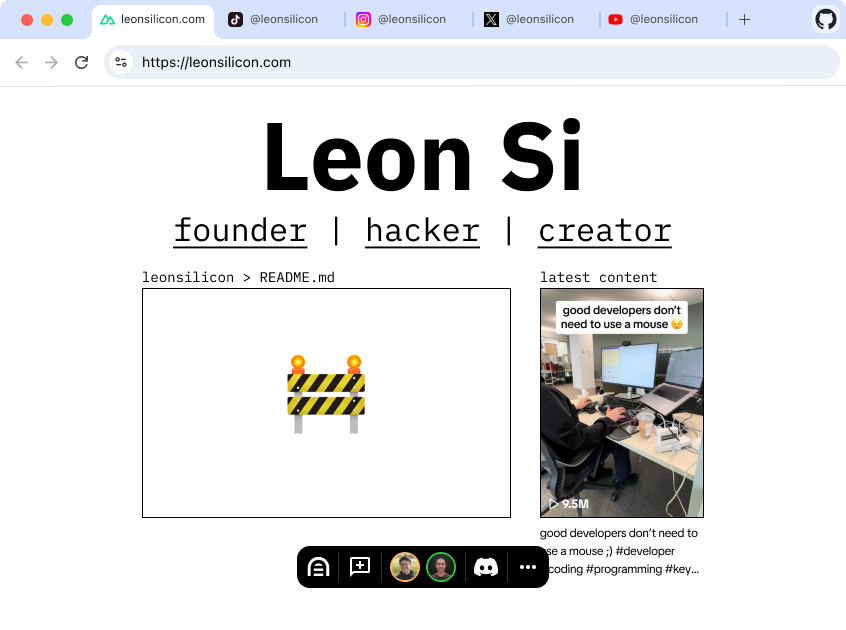 leonsilicon.com
@leonsilicon
@leonsilicon
@leonsilicon
@leonsilicon
https://leonsilicon.com
Leon Si
founder | hacker | creator
leonsilicon > README.md
latest content
good developers don't
need to use a mouse 😉
9.5M
good developers don't need to
se a mouse ;) #developer
coding #programming #key...